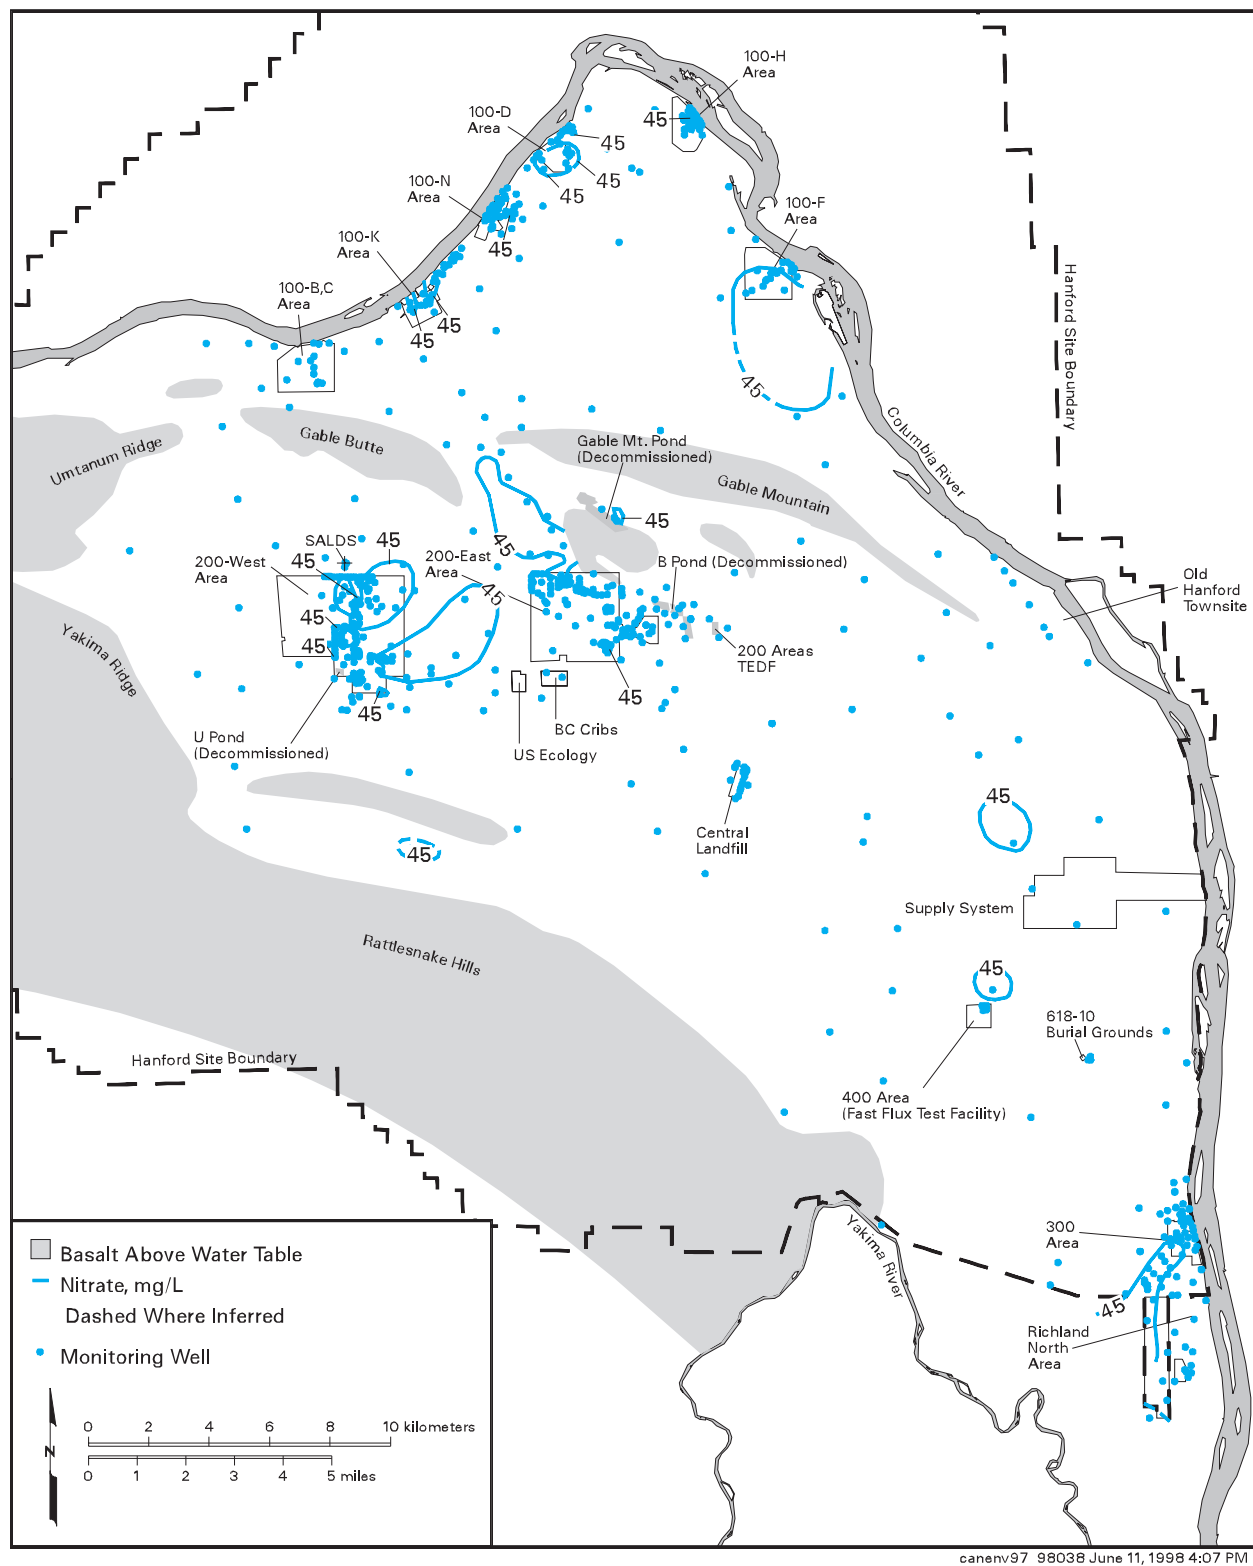 100-H
Area
45
100-D
Area
45
45
45
100-N
Area
45
100-F
Area
100-K
Area
45
45
100-B,C
Area
Hanford Site Boundary
45
Columbia River
Umtanum Ridge
Gable Butte
Gable Mt. Pond
(Decommissioned)
Gable Mountain
45
SALDS
45
45
45
200-West
Area
200-East
Area
45
B Pond (Decommissioned)
Old
Hanford
Townsite
45
45
Yakima Ridge
200 Areas
TEDF
45
45
U Pond
(Decommissioned)
BC Cribs
US Ecology
45
Central
Landfill
45
Supply System
Rattlesnake Hills
45
618-10
Burial Grounds
Hanford Site Boundary
400 Area
(Fast Flux Test Facility)
Yakima River
300
Area
45
Richland
North
Area
Basalt Above Water Table
Nitrate, mg/L
Dashed Where Inferred
Monitoring Well
N
0 2 4 6 8 10 kilometers
0 1 2 3 4 5 miles
canenv97 98038 June 11, 1998 4:07 PM